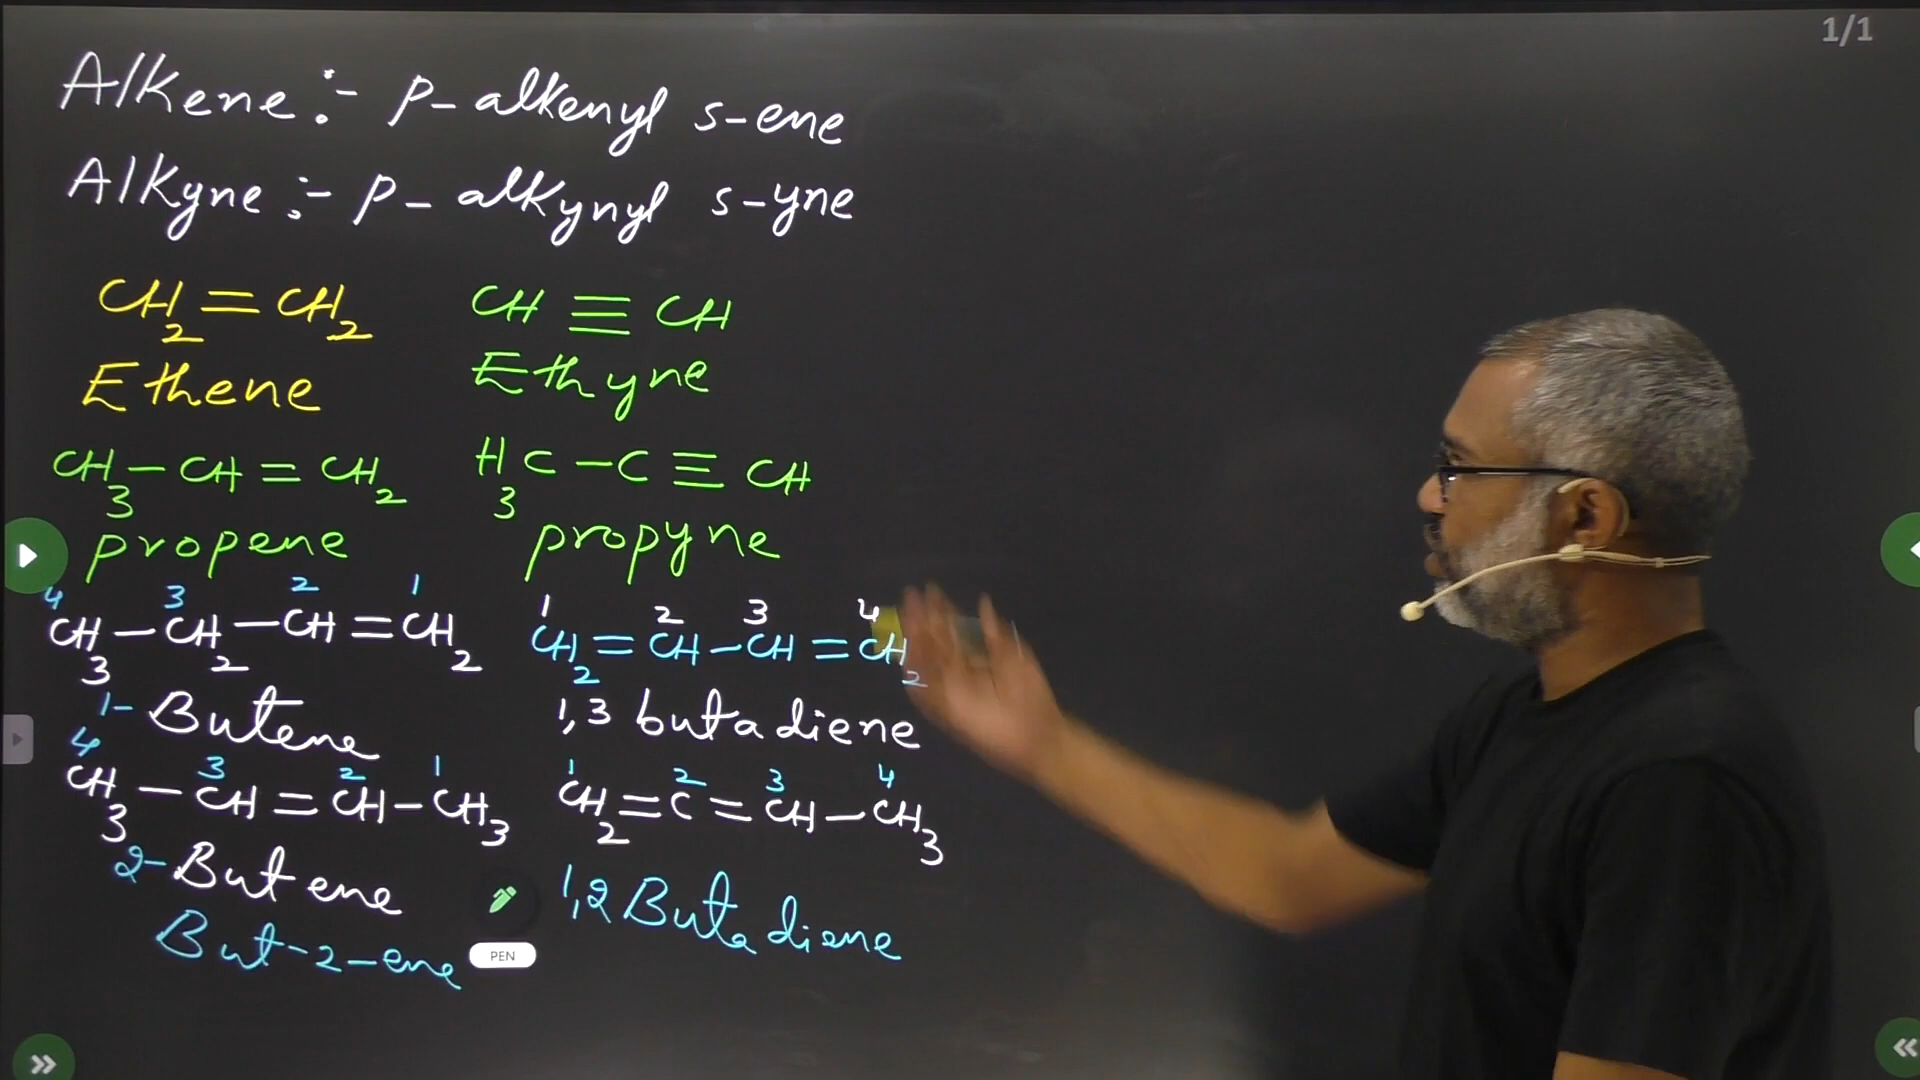 1/1
Alkene :- p-alkenyl s-ene
Alkyne :- p-alkynyl s-yne
CH2=CH2
Ethene
CH≡CH
Ethyne
CH3-CH=CH2
propene
H3C-C≡CH
propyne
4 3 2 1
CH3-CH2-CH=CH2
1-Butene
1 2 3 4
CH2=CH-CH=CH2
1,3 butadiene
4 3 2 1
CH3-CH=CH-CH3
2-Butene
But-2-ene
1 2 3 4
CH2=C=CH-CH3
1,2 Butadiene
PEN